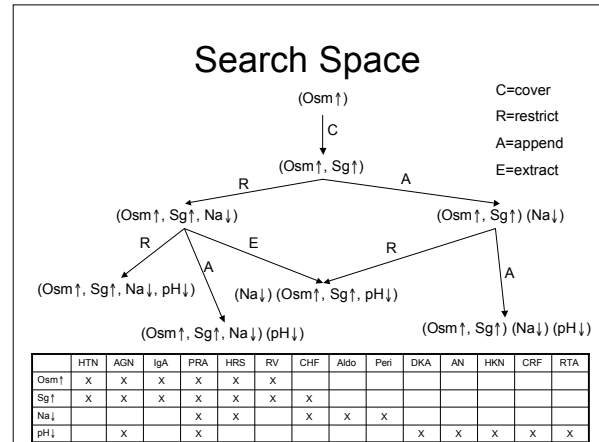 Search Space
(Osm↑)
C=cover
R=restrict
A=append
E=extract
C
(Osm↑, Sg↑)
R A
(Osm↑, Sg↑, Na↓) (Osm↑, Sg↑) (Na↓)
R A E R A
(Osm↑, Sg↑, Na↓, pH↓) (Na↓) (Osm↑, Sg↑, pH↓)
(Osm↑, Sg↑, Na↓) (pH↓) (Osm↑, Sg↑) (Na↓) (pH↓)
HTN AGN IgA PRA HRS RV CHF Aldo Peri DKA AN HKN CRF RTA
Osm↑ X X X X X X
Sg↑ X X X X X X X
Na↓ X X X X X
pH↓ X X X X X X X